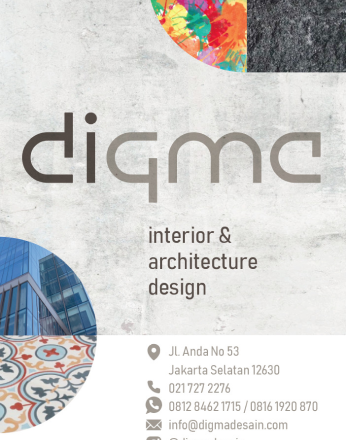 digma
interior &
architecture
design
Jl. Anda No 53
Jakarta Selatan 12630
021 727 2276
0812 8462 1715 / 0816 1920 870
info@digmadesain.com